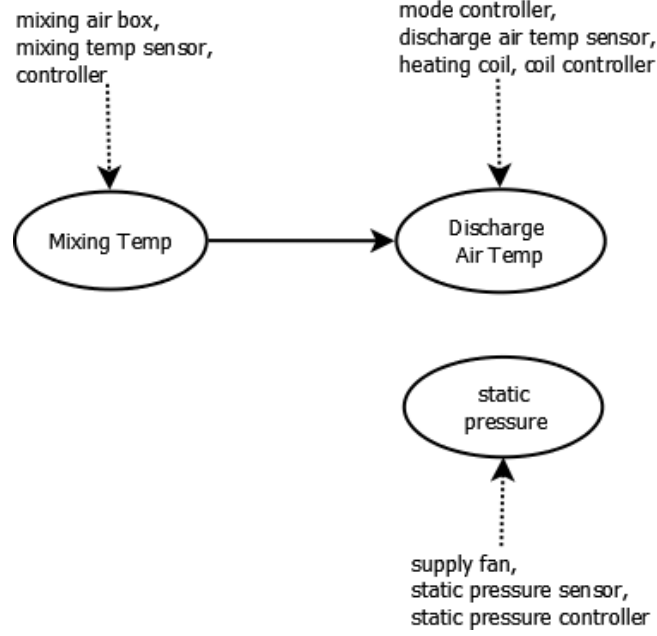 mixing air box,
mixing temp sensor,
controller
mode controller,
discharge air temp sensor,
heating coil, coil controller
Mixing Temp
Discharge
Air Temp
static
pressure
supply fan,
static pressure sensor,
static pressure controller